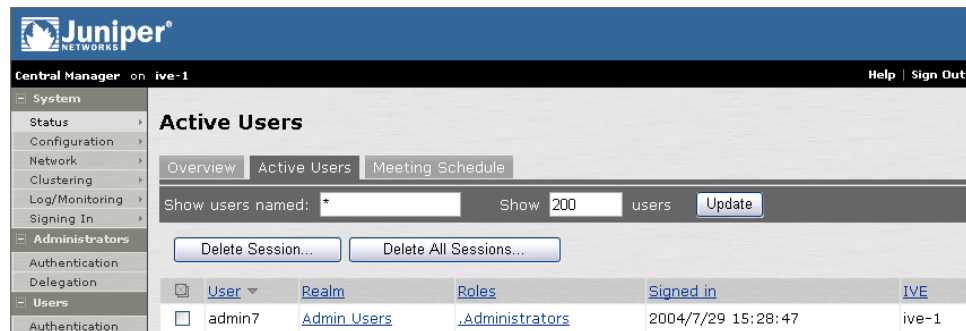 Juniper®
NETWORKS
Central Manager on ive-1
Help | Sign Out
System
Status
Configuration
Network
Clustering
Log/Monitoring
Signing In
Administrators
Authentication
Delegation
Users
Authentication
Active Users
Overview Active Users Meeting Schedule
Show users named: * Show 200 users Update
Delete Session... Delete All Sessions...
User Realm Roles Signed in IVE
admin7 Admin Users .Administrators 2004/7/29 15:28:47 ive-1